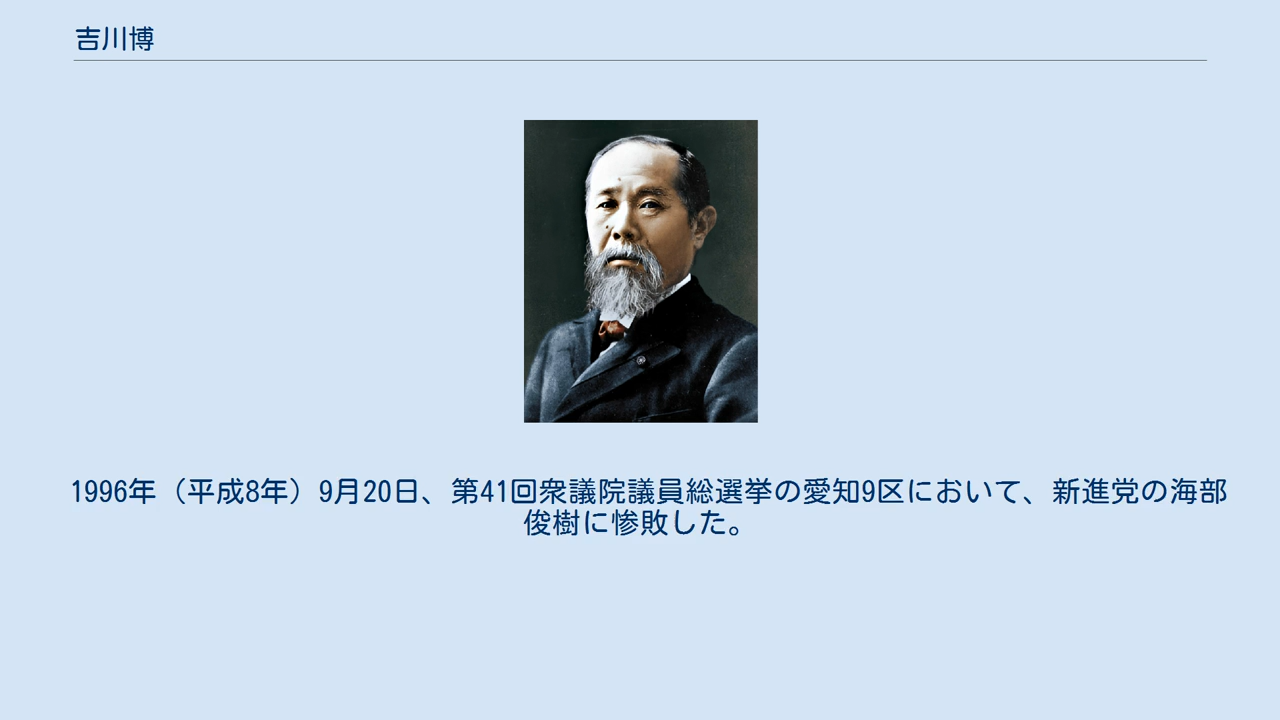 吉川博
1996年（平成8年）9月20日、第41回衆議院議員総選挙の愛知9区において、新進党の海部
俊樹に惨敗した。